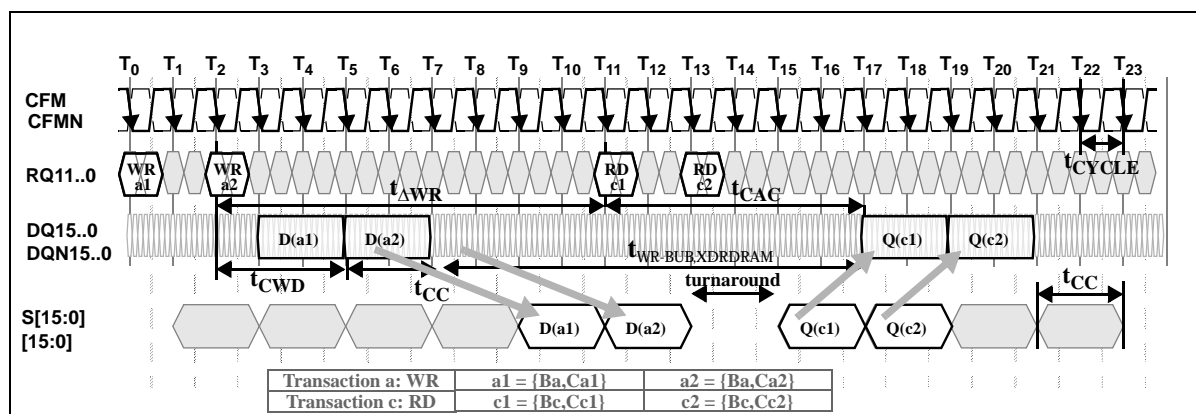 T0 T1 T2 T3 T4 T5 T6 T7 T8 T9 T10 T11 T12 T13 T14 T15 T16 T17 T18 T19 T20 T21 T22 T23
CFM
CFMN
RQ11..0 WR a1 WR a2 RD c1 RD c2 tCYCLE
tΔWR tCAC
DQ15..0
DQN15..0 D(a1) D(a2) Q(c1) Q(c2)
tCWD tCC tWR-BUB,XDRDRAM
turnaround tCC
S[15:0]
[15:0] D(a1) D(a2) Q(c1) Q(c2)
Transaction a: WR a1 = {Ba,Ca1} a2 = {Ba,Ca2}
Transaction c: RD c1 = {Bc,Cc1} c2 = {Bc,Cc2}